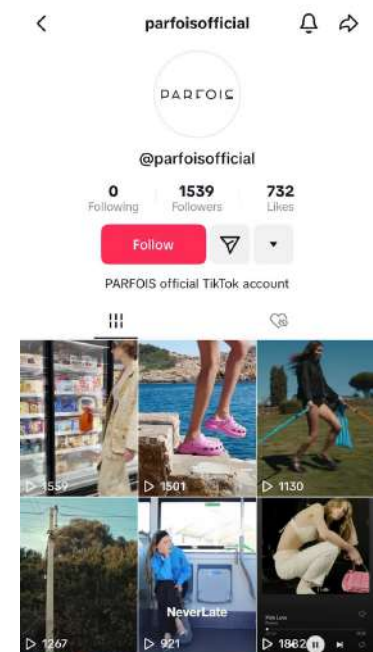 parfoisofficial
PARFOIS
@parfoisofficial
0 1539 732
Following Followers Likes
Follow
PARFOIS official TikTok account
1559 1501 1130
NeverLate
1267 921 1882